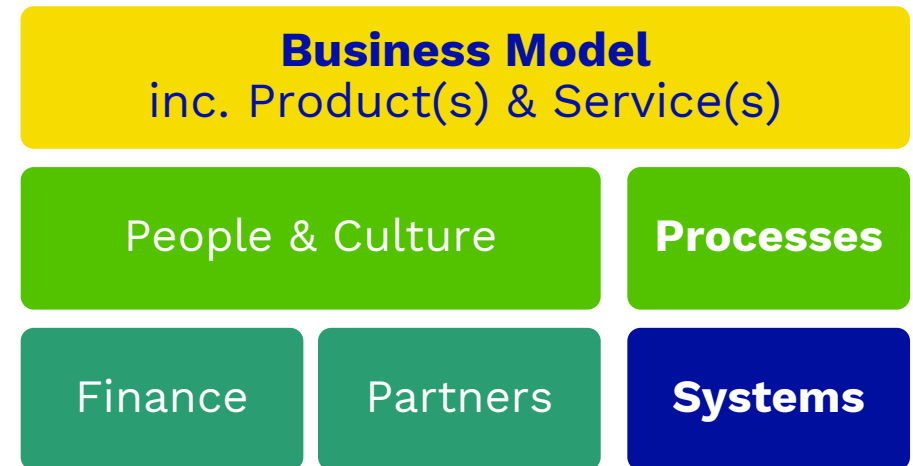 Business Model
inc. Product(s) & Service(s)
People & Culture
Processes
Finance
Partners
Systems